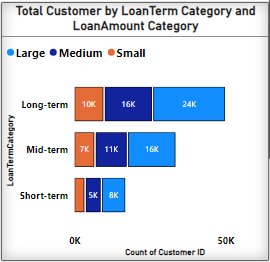 Total Customer by LoanTerm Category and
LoanAmount Category
Large Medium Small
LoanTermCategory
Long-term 10K 16K 24K
Mid-term 7K 11K 16K
Short-term 5K 8K
0K 50K
Count of Customer ID